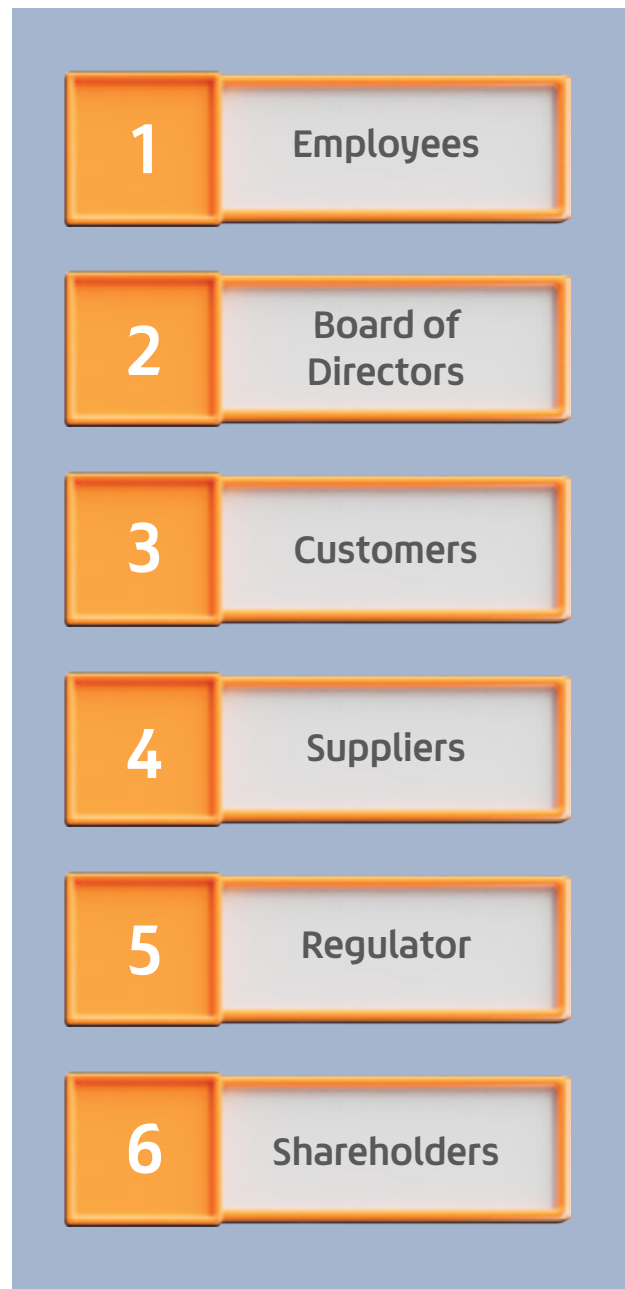 1
Employees
2
Board of
Directors
3
Customers
4
Suppliers
5
Regulator
6
Shareholders